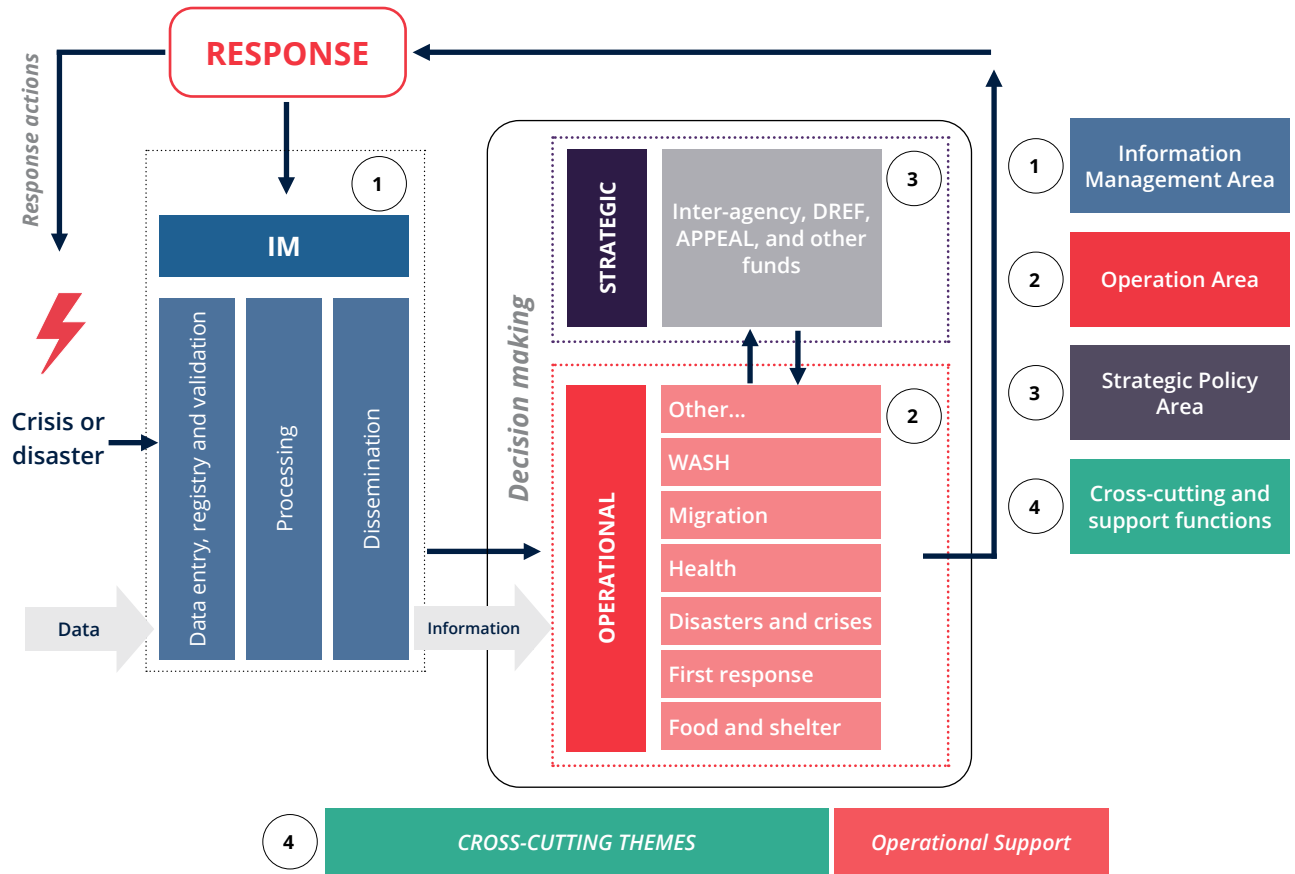 RESPONSE
Response actions
1
IM
Data entry, registry and validation
Processing
Dissemination
Crisis or
disaster
Data
Information
Decision making
STRATEGIC
Inter-agency, DREF,
APPEAL, and other
funds
3
OPERATIONAL
Other...
WASH
Migration
Health
Disasters and crises
First response
Food and shelter
2
1
Information
Management Area
2
Operation Area
3
Strategic Policy
Area
4
Cross-cutting and
support functions
4
CROSS-CUTTING THEMES
Operational Support